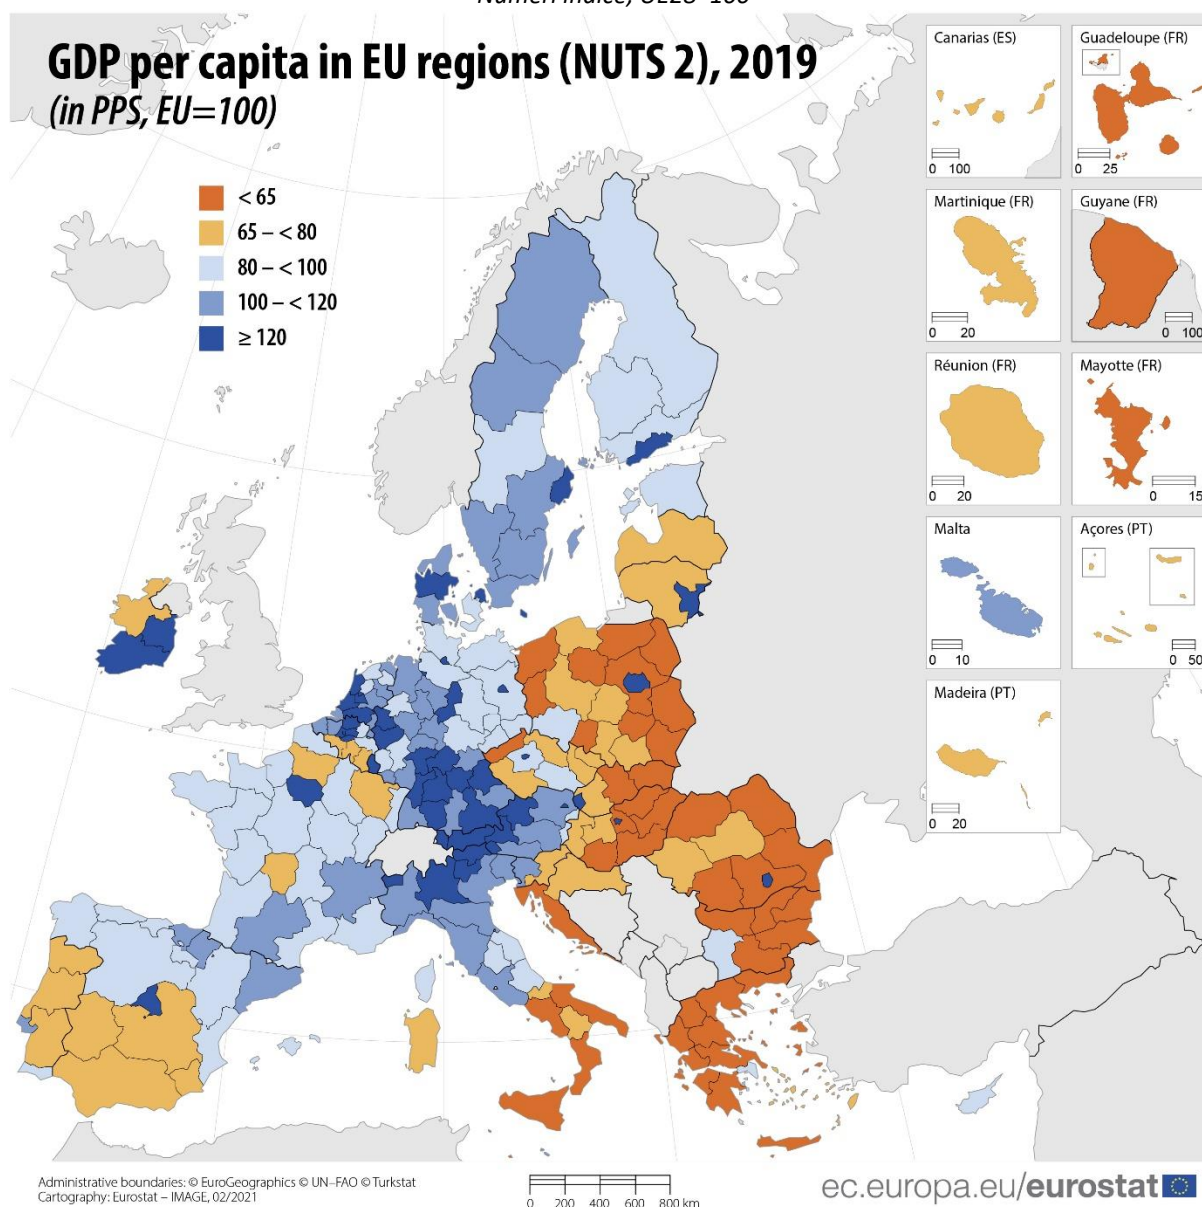 Numeri indice, UE28=100
GDP per capita in EU regions (NUTS 2), 2019
(in PPS, EU=100)
< 65
65 – < 80
80 – < 100
100 – < 120
≥ 120
Canarias (ES)
0 100
Guadeloupe (FR)
0 25
Martinique (FR)
0 20
Guyane (FR)
0 100
Réunion (FR)
0 20
Mayotte (FR)
0 15
Malta
0 10
Açores (PT)
0 50
Madeira (PT)
0 20
Administrative boundaries: © EuroGeographics © UN–FAO © Turkstat
Cartography: Eurostat – IMAGE, 02/2021
0 200 400 600 800 km
ec.europa.eu/eurostat